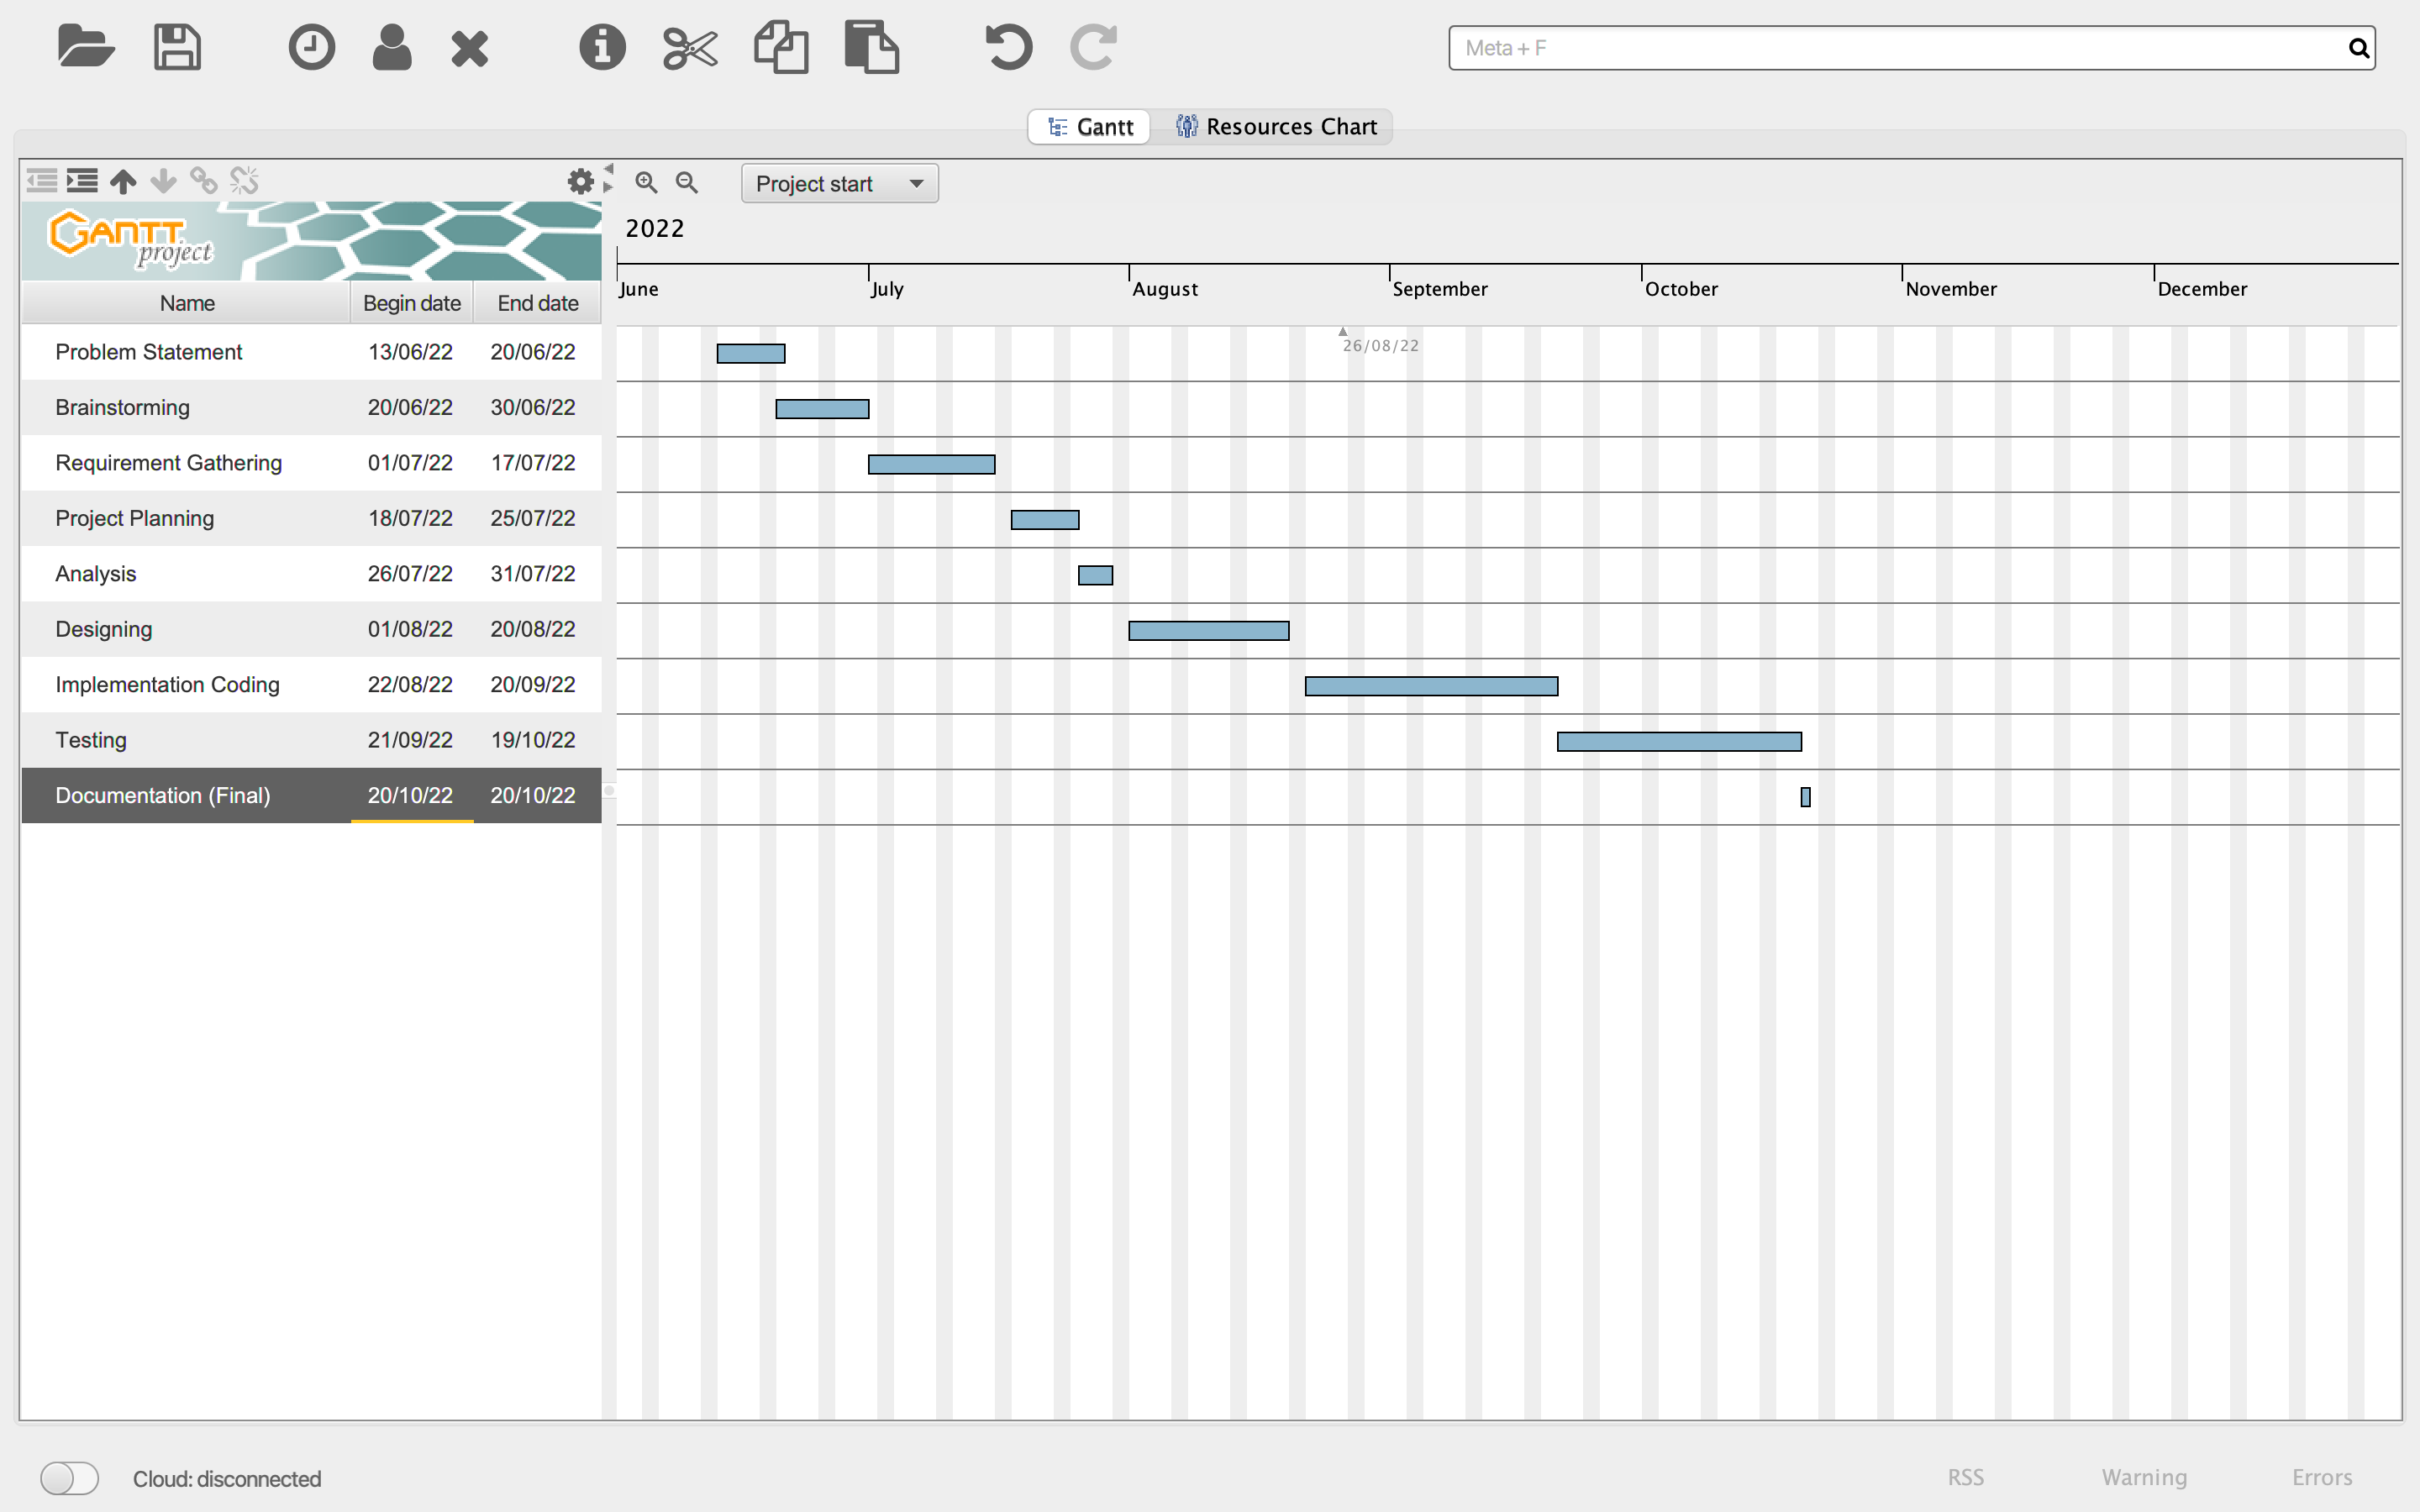 Meta + F
Gantt
Resources Chart
Project start
GANTT
project
2022
Name Begin date End date
June July August September October November December
26/08/22
Problem Statement 13/06/22 20/06/22
Brainstorming 20/06/22 30/06/22
Requirement Gathering 01/07/22 17/07/22
Project Planning 18/07/22 25/07/22
Analysis 26/07/22 31/07/22
Designing 01/08/22 20/08/22
Implementation Coding 22/08/22 20/09/22
Testing 21/09/22 19/10/22
Documentation (Final) 20/10/22 20/10/22
Cloud: disconnected
RSS Warning Errors